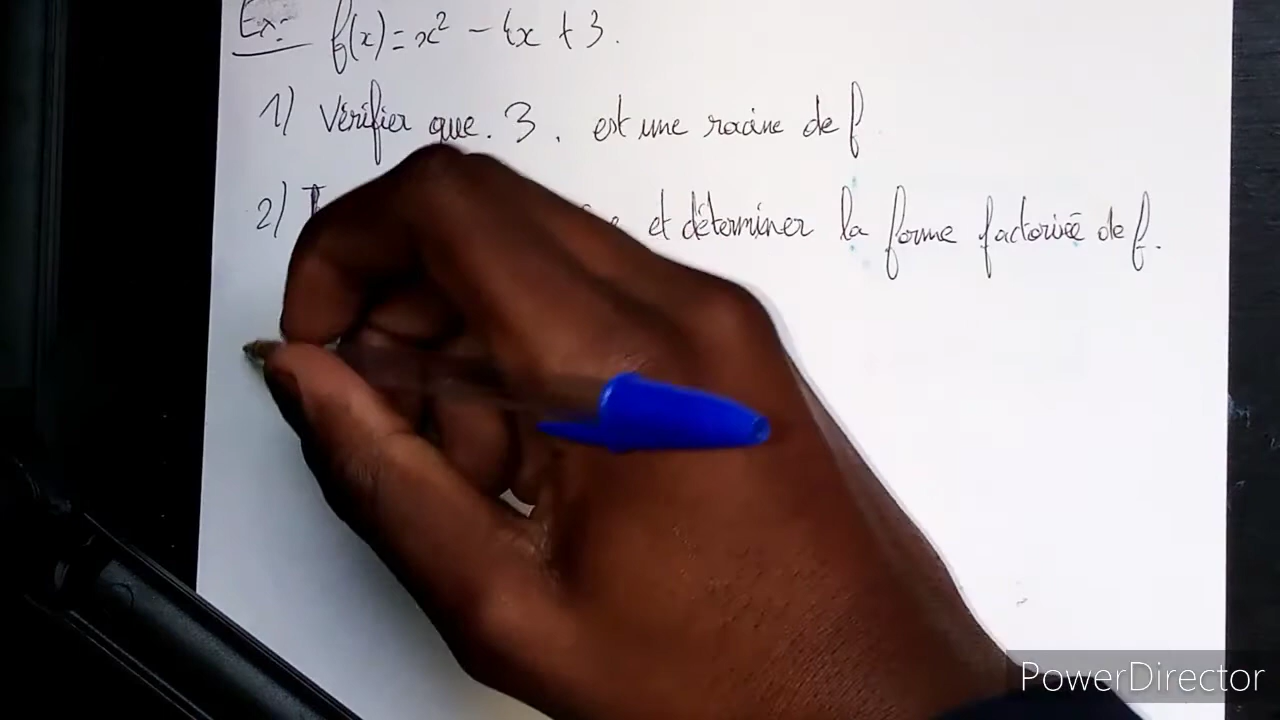 Ex:- f(x) = x² - 4x + 3.
1) Vérifier que . 3 . est une racine de f
2) et déterminer la forme factorisée de f.
PowerDirector